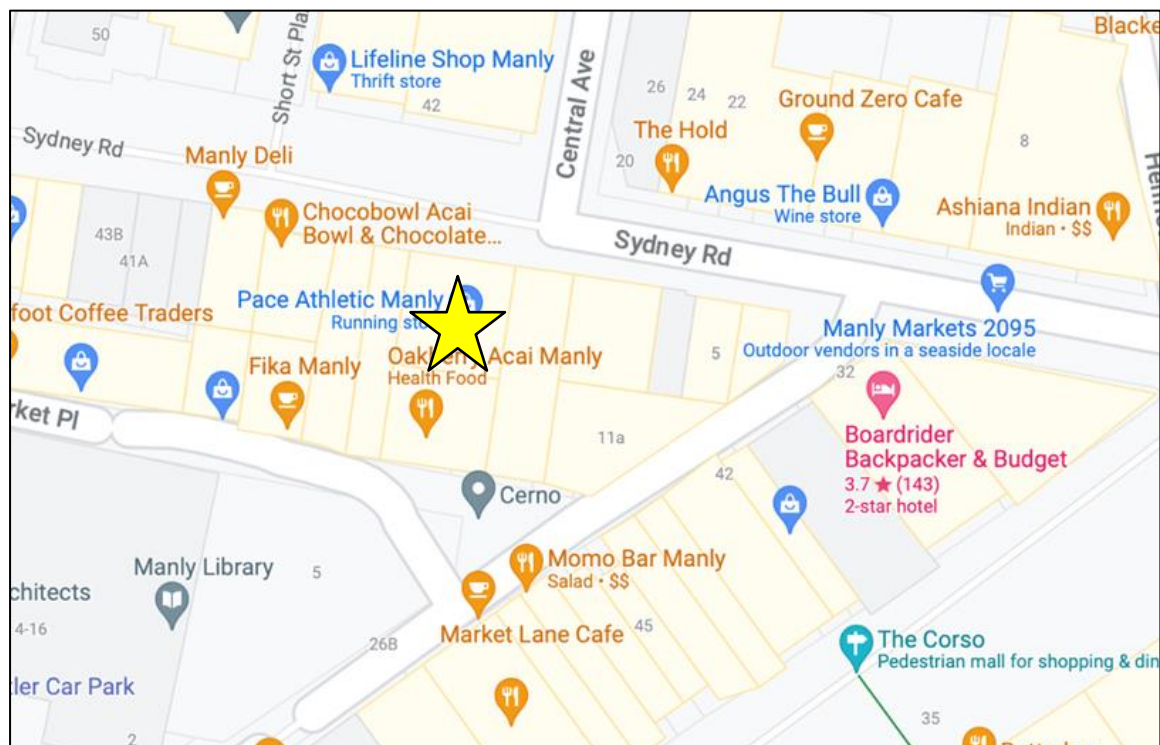 50
Short St Pla
Lifeline Shop Manly
Thrift store
42
Central Ave
Blacke
26
24
22
Ground Zero Cafe
Sydney Rd
Manly Deli
The Hold
20
8
Angus The Bull
Wine store
Ashiana Indian
Indian • $$
Chocobowl Acai
Bowl & Chocolate...
43B
41A
Sydney Rd
Pace Athletic Manly
Running
foot Coffee Traders
Manly Markets 2095
Outdoor vendors in a seaside locale
Fika Manly
Acai Manly
Health Food
5
32
rket Pl
11a
Boardrider
Backpacker & Budget
3.7 ★ (143)
2-star hotel
42
Cerno
Manly Library
5
Momo Bar Manly
Salad • $$
chitects
4-16
Market Lane Cafe
45
26B
The Corso
Pedestrian mall for shopping & din
ler Car Park
35
2